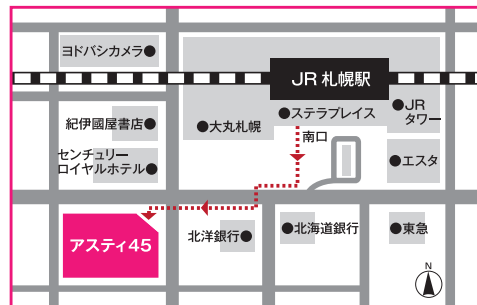 ヨドバシカメラ
JR 札幌駅
JR
タワー
ステラプレイス
大丸札幌
紀伊國屋書店
南口
センチュリー
ロイヤルホテル
エスタ
アスティ45
北洋銀行
北海道銀行
東急
N